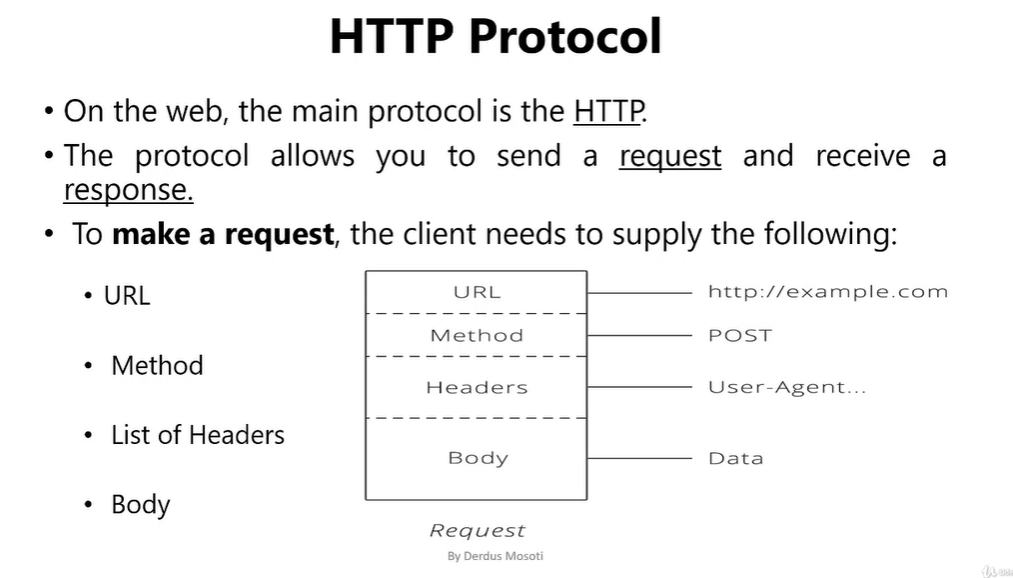 HTTP Protocol
• On the web, the main protocol is the HTTP.
• The protocol allows you to send a request and receive a
response.
• To make a request, the client needs to supply the following:
• URL
• Method
• List of Headers
• Body
URL
http://example.com
Method
POST
Headers
User-Agent...
Body
Data
Request
By Derdus Mosoti